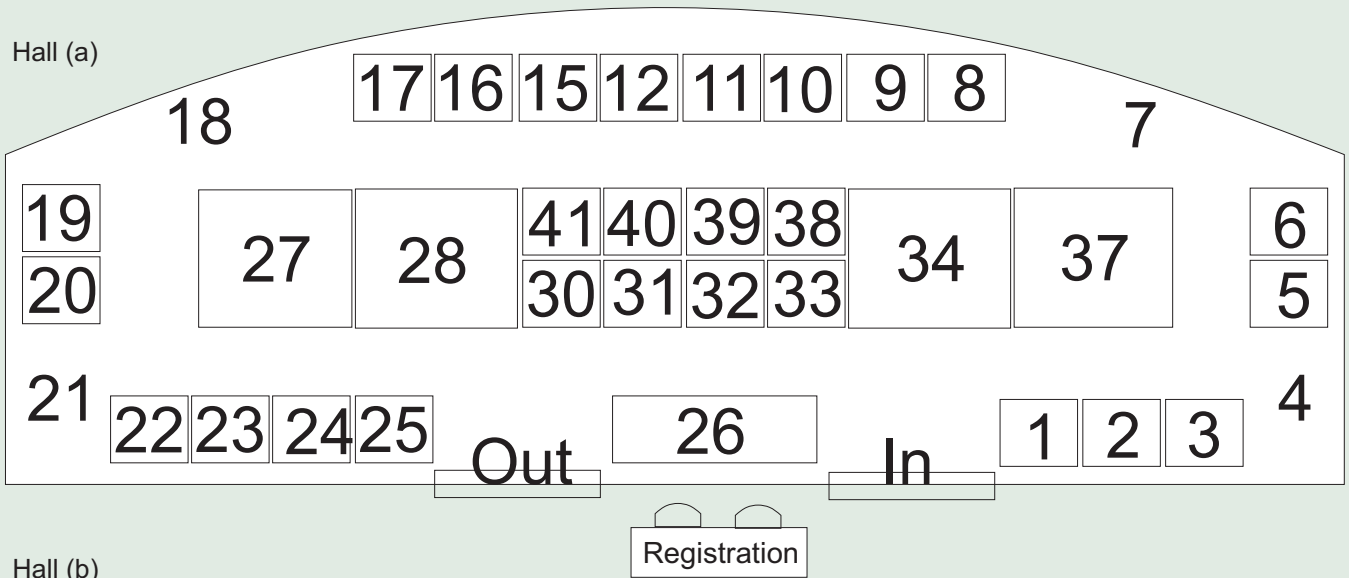 Hall (a)
17 16 15 12 11 10 9 8
18 7
19 41 40 39 38 6
27 28 34 37
20 30 31 32 33 5
21 4
22 23 24 25 26 1 2 3
Out In
Registration
Hall (b)